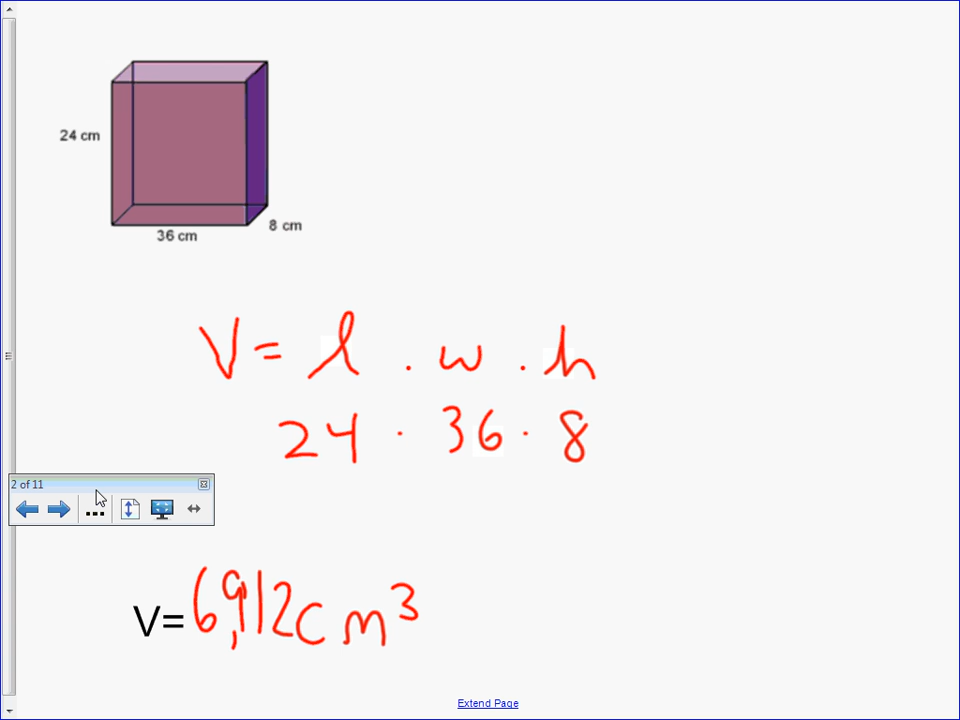 24 cm
8 cm
36 cm
V = l . w . h
24 · 36 · 8
2 of 11
V= 6,912cm³
Extend Page